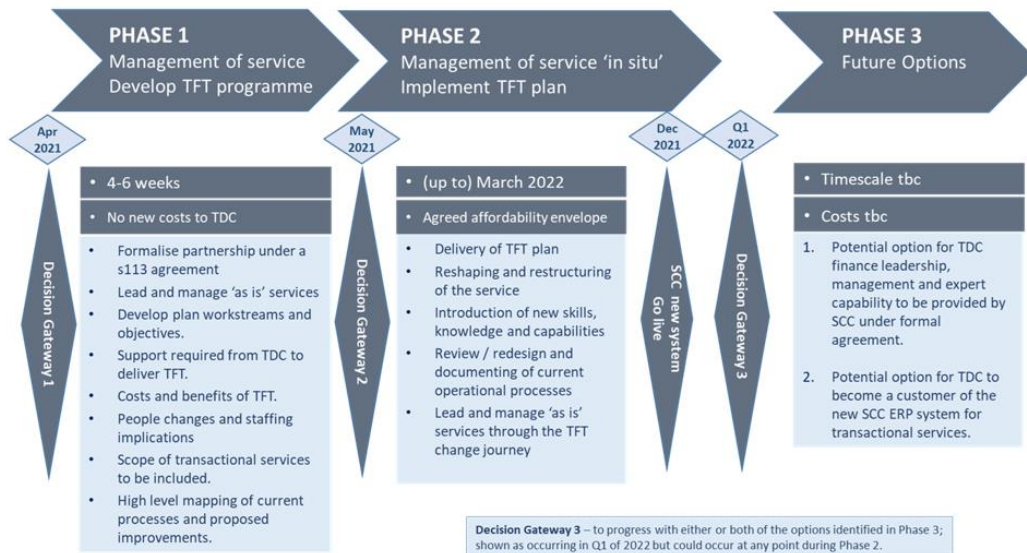 PHASE 1
Management of service
Develop TFT programme
PHASE 2
Management of service ‘in situ’
Implement TFT plan
PHASE 3
Future Options
Apr
2021
May
2021
Dec
2021
Q1
2022
Decision Gateway 1
• 4-6 weeks
• No new costs to TDC
• Formalise partnership under a
s113 agreement
• Lead and manage ‘as is’ services
• Develop plan workstreams and
objectives.
• Support required from TDC to
deliver TFT.
• Costs and benefits of TFT.
• People changes and staffing
implications
• Scope of transactional services
to be included.
• High level mapping of current
processes and proposed
improvements.
Decision Gateway 2
• (up to) March 2022
• Agreed affordability envelope
• Delivery of TFT plan
• Reshaping and restructuring
of the service
• Introduction of new skills,
knowledge and capabilities
• Review / redesign and
documenting of current
operational processes
• Lead and manage ‘as is’
services through the TFT
change journey
SCC new system
Go live
Decision Gateway 3
• Timescale tbc
• Costs tbc
1. Potential option for TDC
finance leadership,
management and expert
capability to be provided by
SCC under formal
agreement.
2. Potential option for TDC to
become a customer of the
new SCC ERP system for
transactional services.
Decision Gateway 3 – to progress with either or both of the options identified in Phase 3;
shown as occurring in Q1 of 2022 but could occur at any point during Phase 2.